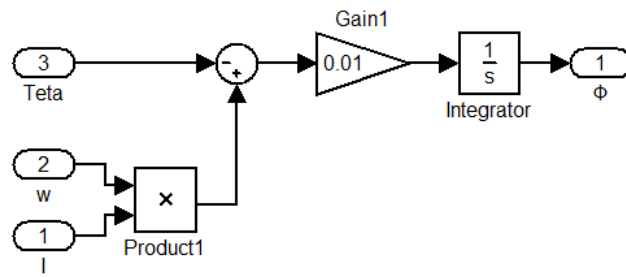 Gain1
3
-
+
0.01
1
s
1
Teta
Integrator
Φ
2
w
×
1
I
Product1